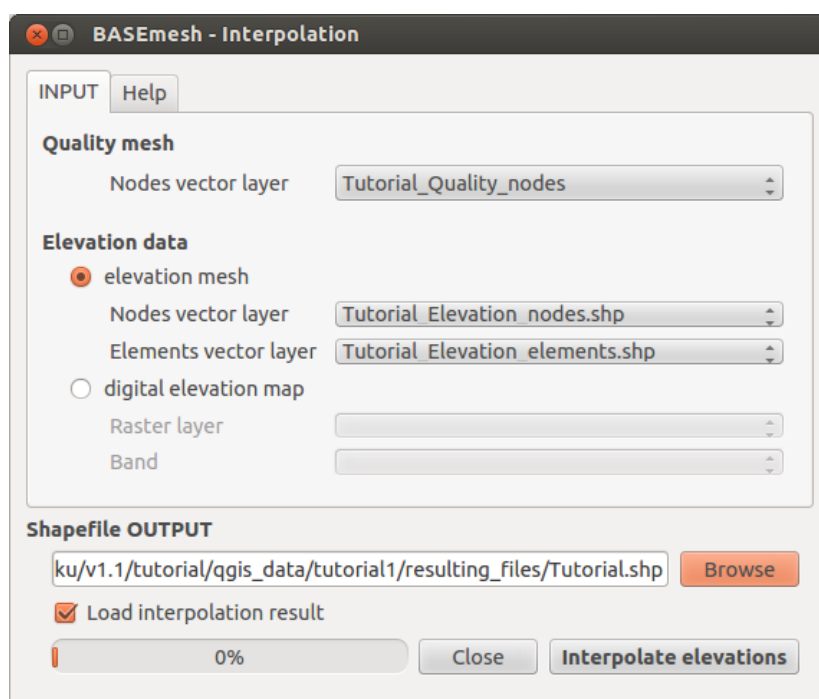 BASEmesh - Interpolation
INPUT Help
Quality mesh
Nodes vector layer Tutorial_Quality_nodes
Elevation data
elevation mesh
Nodes vector layer Tutorial_Elevation_nodes.shp
Elements vector layer Tutorial_Elevation_elements.shp
digital elevation map
Raster layer
Band
Shapefile OUTPUT
ku/v1.1/tutorial/qgis_data/tutorial1/resulting_files/Tutorial.shp Browse
Load interpolation result
0% Close Interpolate elevations